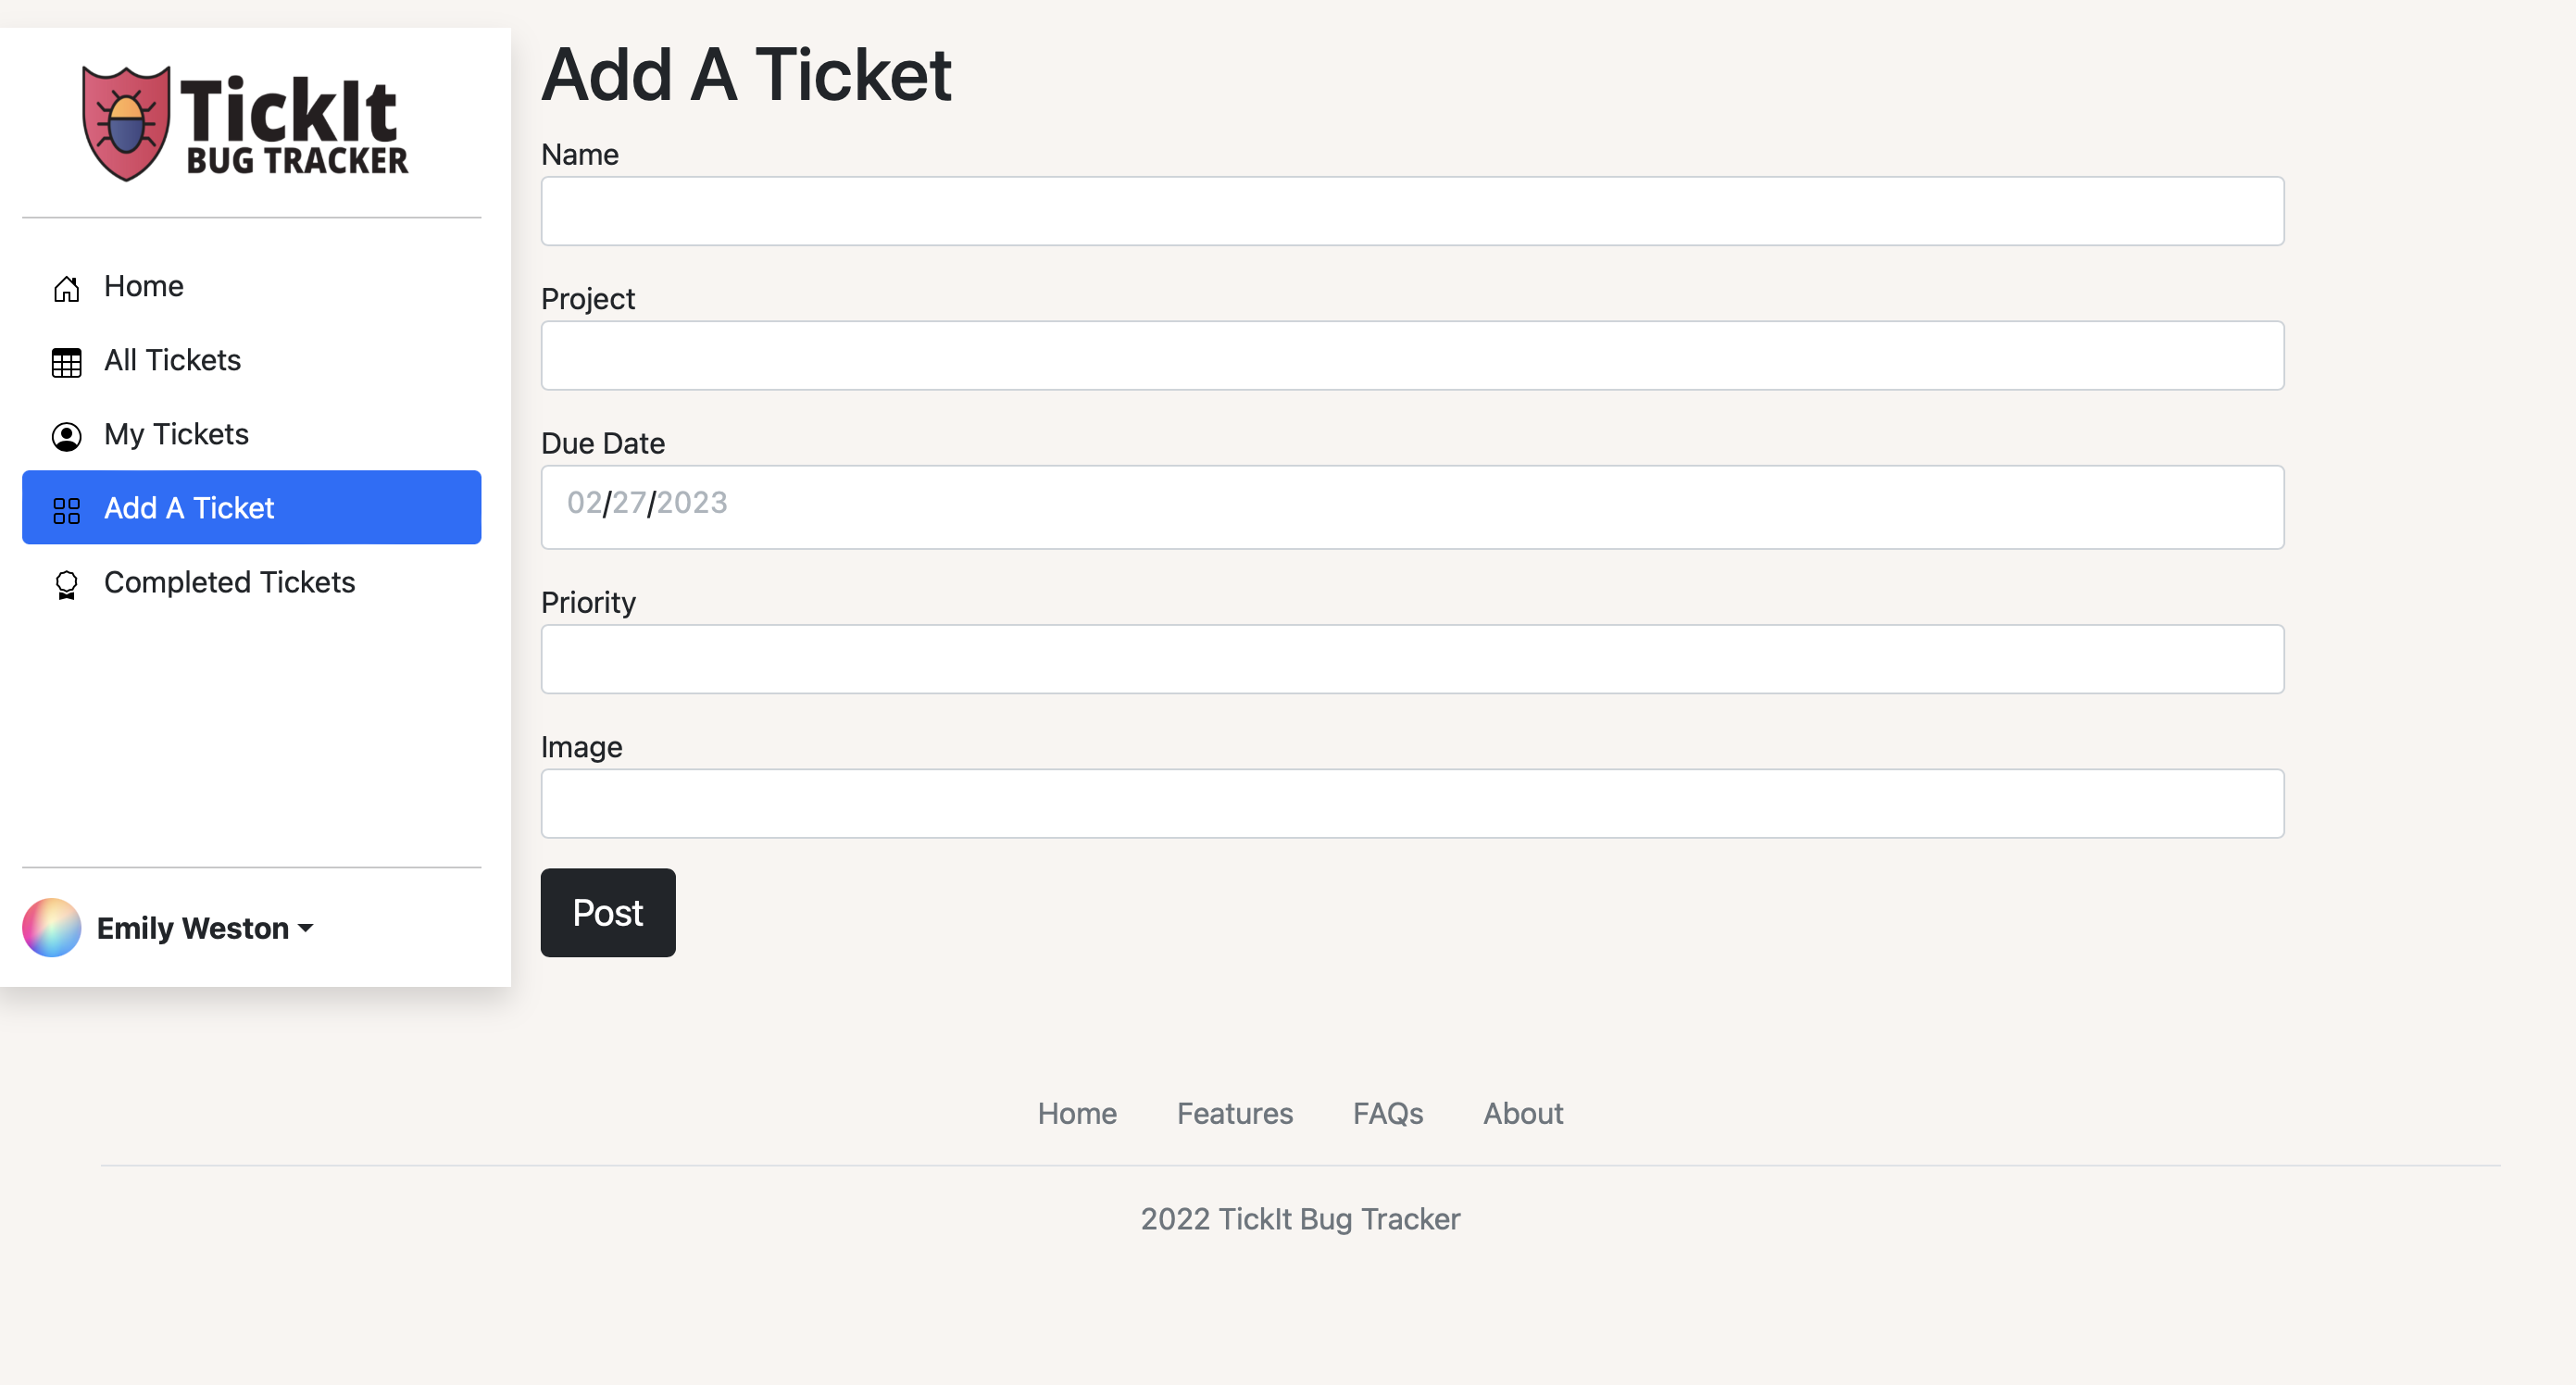 TickIt
BUG TRACKER
Home
All Tickets
My Tickets
Add A Ticket
Completed Tickets
Emily Weston
Add A Ticket
Name
Project
Due Date
02/27/2023
Priority
Image
Post
Home Features FAQs About
2022 TickIt Bug Tracker